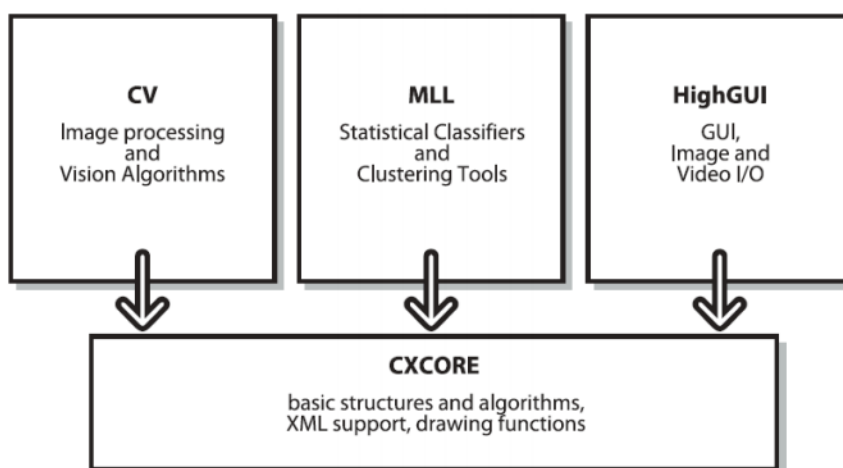 CV
Image processing
and
Vision Algorithms
MLL
Statistical Classifiers
and
Clustering Tools
HighGUI
GUI,
Image and
Video I/O
CXCORE
basic structures and algorithms,
XML support, drawing functions